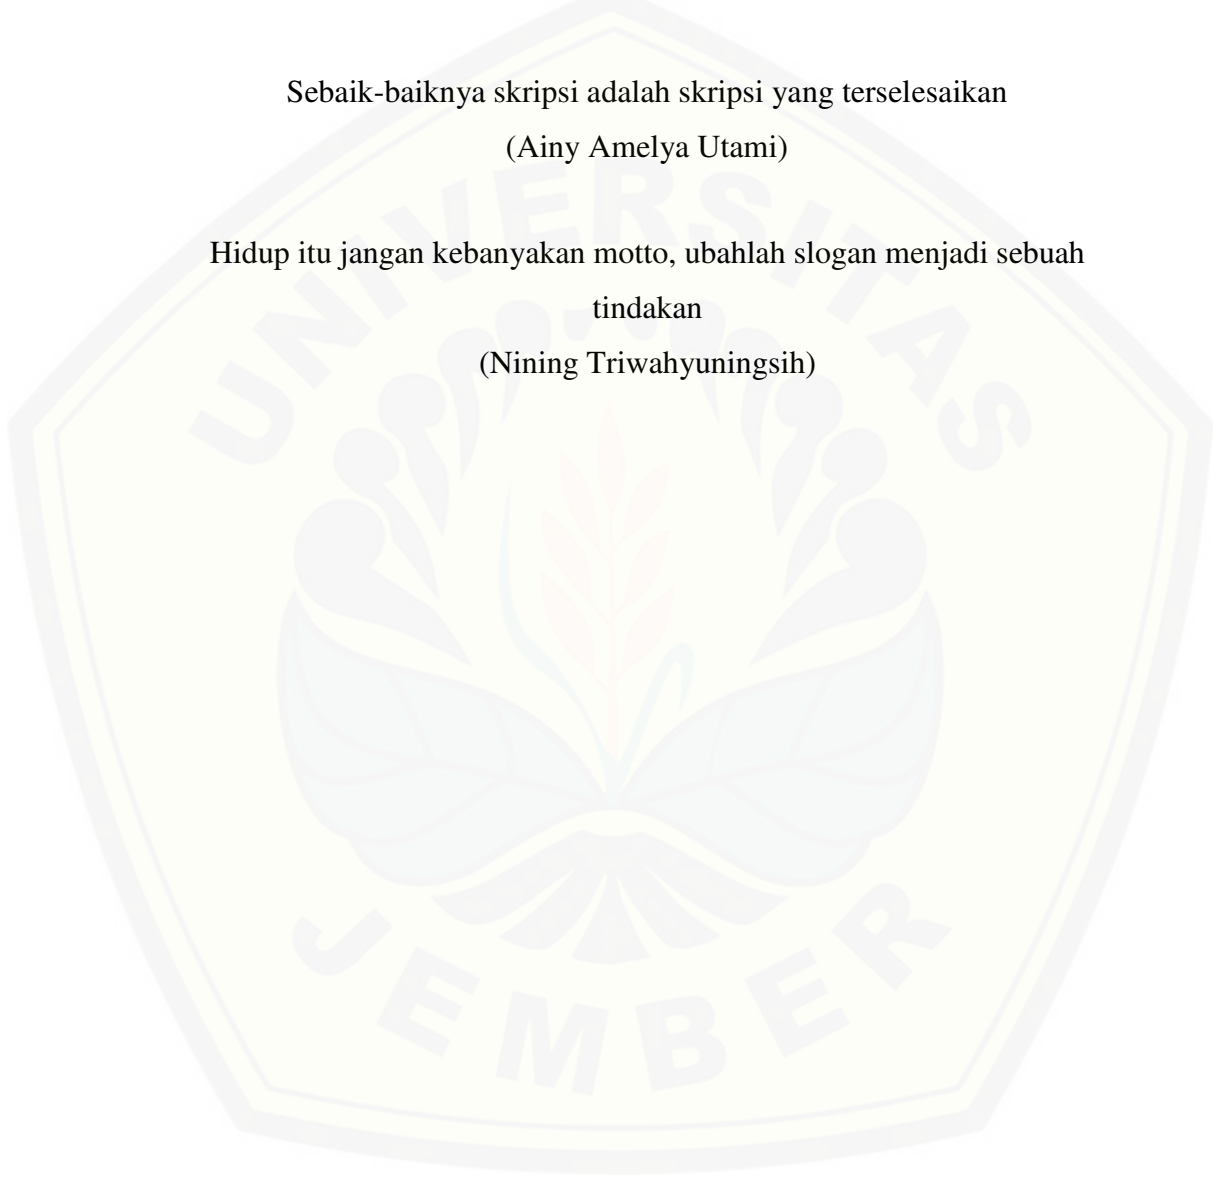 Sebaik-baiknya skripsi adalah skripsi yang terselesaikan
(Ainy Amelya Utami)
Hidup itu jangan kebanyakan motto, ubahlah slogan menjadi sebuah
tindakan
(Nining Triwahyuningsih)
UNIVERSITAS
JEMBER